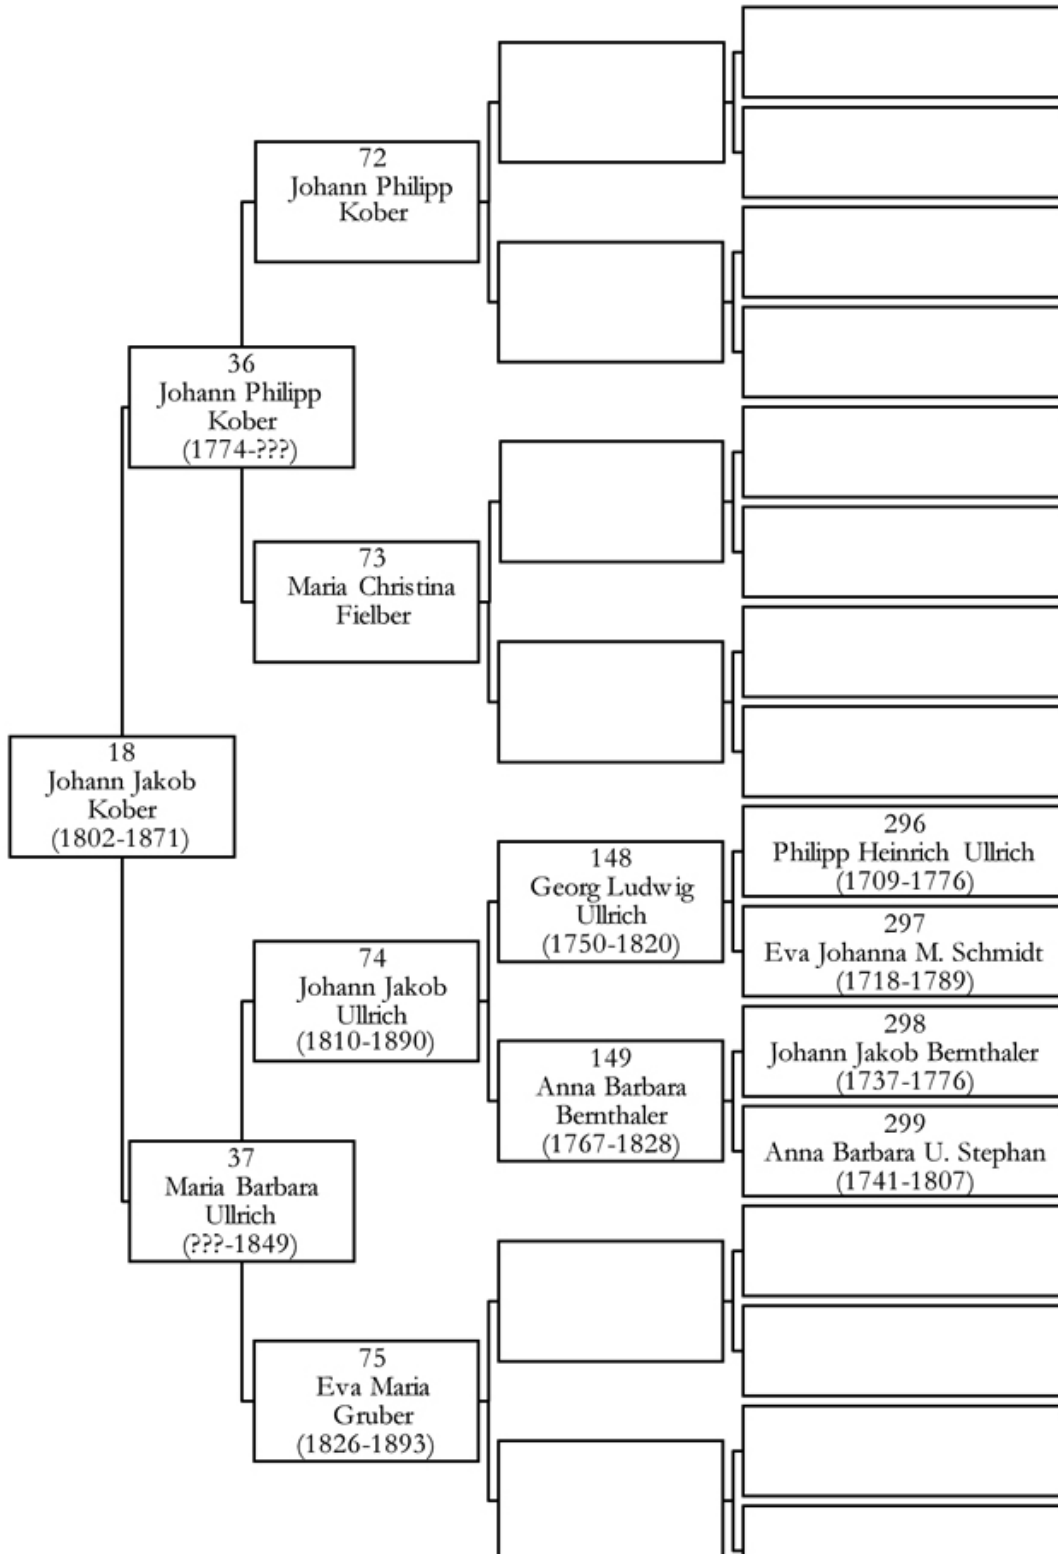 72
Johann Philipp
Kober
36
Johann Philipp
Kober
(1774-???)
73
Maria Christina
Fielber
18
Johann Jakob
Kober
(1802-1871)
296
Philipp Heinrich Ullrich
(1709-1776)
148
Georg Ludwig
Ullrich
(1750-1820)
297
Eva Johanna M. Schmidt
(1718-1789)
74
Johann Jakob
Ullrich
(1810-1890)
298
Johann Jakob Bernthaler
(1737-1776)
149
Anna Barbara
Bernthaler
(1767-1828)
299
Anna Barbara U. Stephan
(1741-1807)
37
Maria Barbara
Ullrich
(???-1849)
75
Eva Maria
Gruber
(1826-1893)